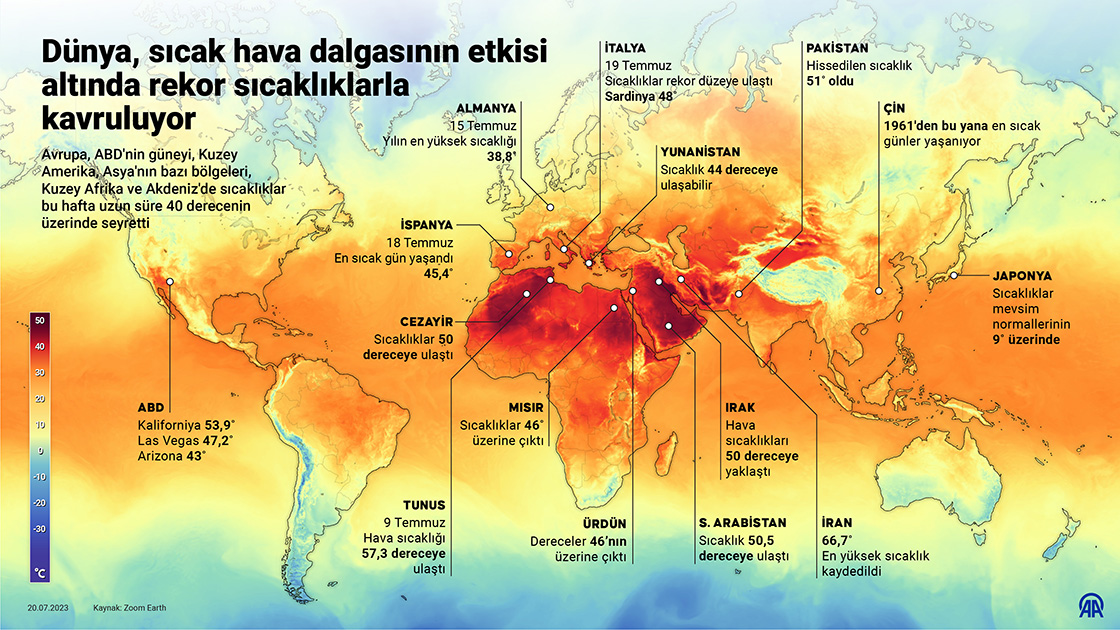 Dünya, sıcak hava dalgasının etkisi
altında rekor sıcaklıklarla
kavruluyor
Avrupa, ABD'nin güneyi, Kuzey
Amerika, Asya'nın bazı bölgeleri,
Kuzey Afrika ve Akdeniz'de sıcaklıklar
bu hafta uzun süre 40 derecenin
üzerinde seyretti
ALMANYA
15 Temmuz
Yılın en yüksek sıcaklığı
38,8°
İTALYA
19 Temmuz
Sıcaklıklar rekor düzeye ulaştı
Sardinya 48°
PAKİSTAN
Hissedilen sıcaklık
51° oldu
ÇİN
1961'den bu yana en sıcak
günler yaşanıyor
YUNANİSTAN
Sıcaklık 44 dereceye
ulaşabilir
İSPANYA
18 Temmuz
En sıcak gün yaşandı
45,4°
JAPONYA
Sıcaklıklar
mevsim
normallerinin
9° üzerinde
CEZAYİR
Sıcaklıklar 50
dereceye ulaştı
50
40
30
20
10
0
-10
-20
-30
°C
ABD
Kaliforniya 53,9°
Las Vegas 47,2°
Arizona 43°
MISIR
Sıcaklıklar 46°
üzerine çıktı
IRAK
Hava
sıcaklıkları
50 dereceye
yaklaştı
TUNUS
9 Temmuz
Hava sıcaklığı
57,3 dereceye
ulaştı
ÜRDÜN
Dereceler 46'nın
üzerine çıktı
S. ARABİSTAN
Sıcaklık 50,5
dereceye ulaştı
İRAN
66,7°
En yüksek sıcaklık
kaydedildi
20.07.2023
Kaynak: Zoom Earth
AA